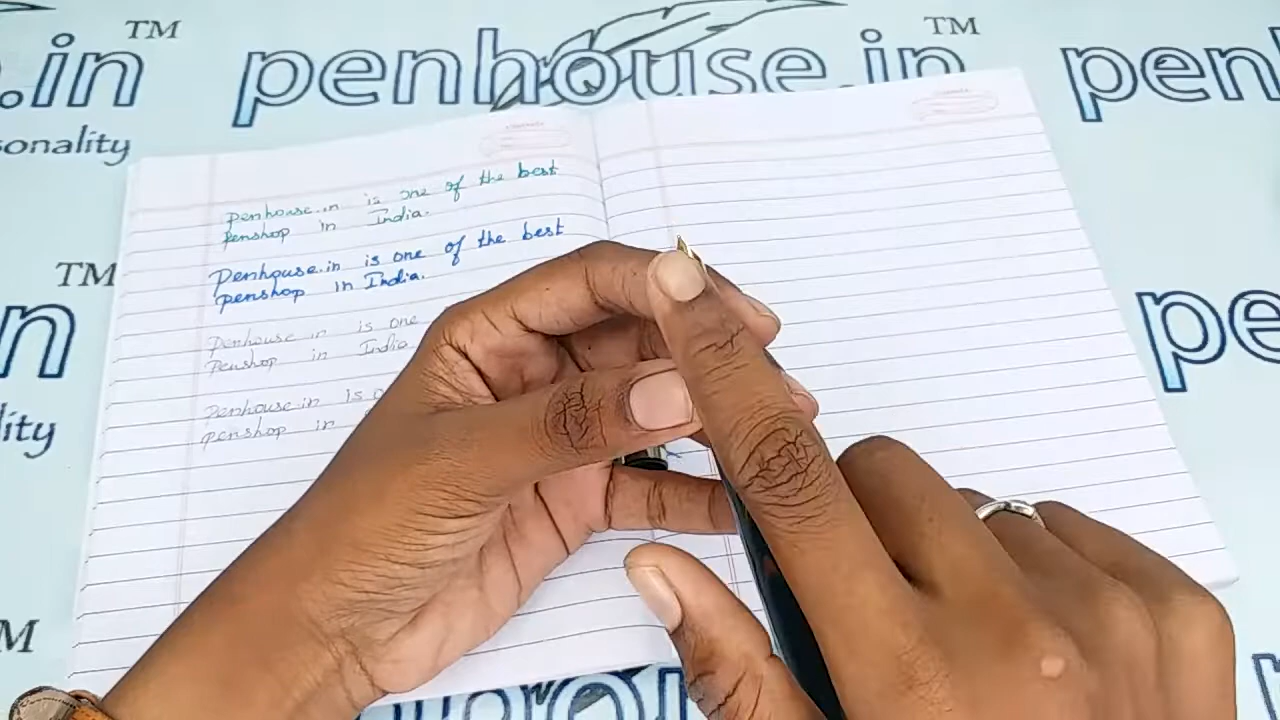 e.in TM penhouse.in TM pen
sonality
penhouse.in is one of the best
penshop in India.
Penhouse.in is one of the best
penshop in India.
Penhouse.in is one
Penshop in India
Penhouse.in is o
penshop in
TM
n
ality
pe
M